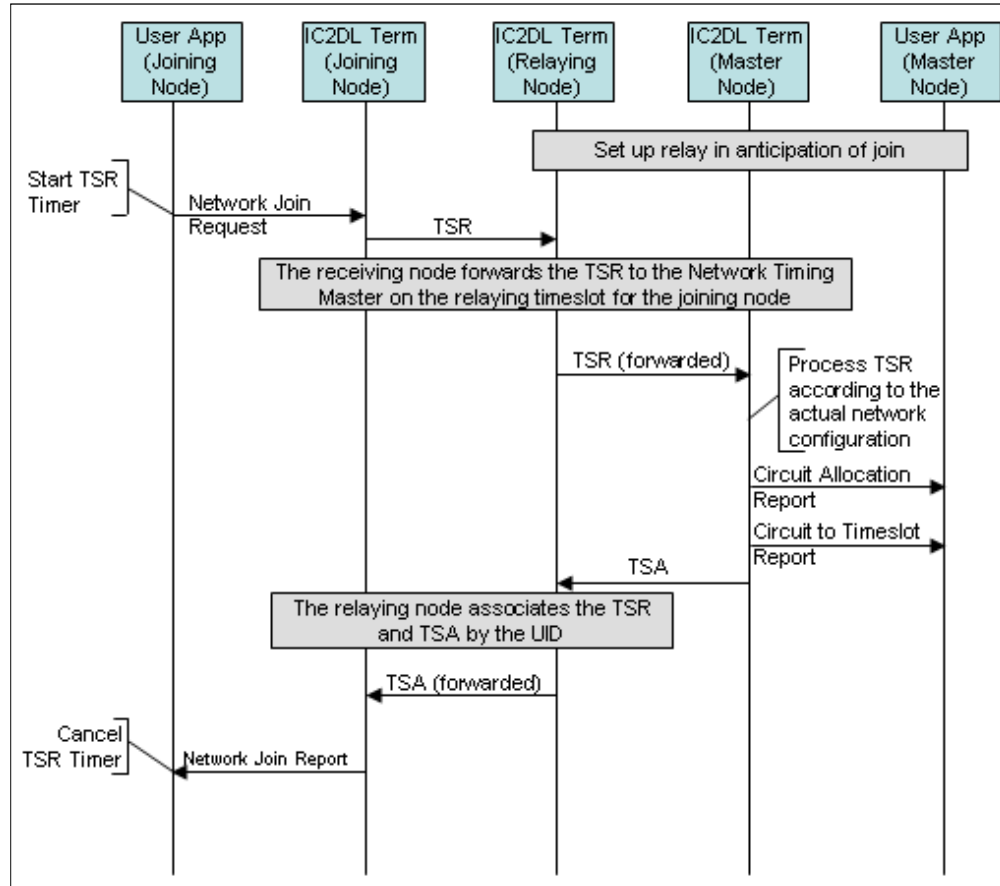 User App
(Joining
Node)
IC2DL Term
(Joining
Node)
IC2DL Term
(Relaying
Node)
IC2DL Term
(Master
Node)
User App
(Master
Node)
Set up relay in anticipation of join
Start TSR
Timer
Network Join
Request
TSR
The receiving node forwards the TSR to the Network Timing
Master on the relaying timeslot for the joining node
TSR (forwarded)
Process TSR
according to the
actual network
configuration
Circuit Allocation
Report
Circuit to Timeslot
Report
TSA
The relaying node associates the TSR
and TSA by the UID
TSA (forwarded)
Cancel
TSR Timer
Network Join Report